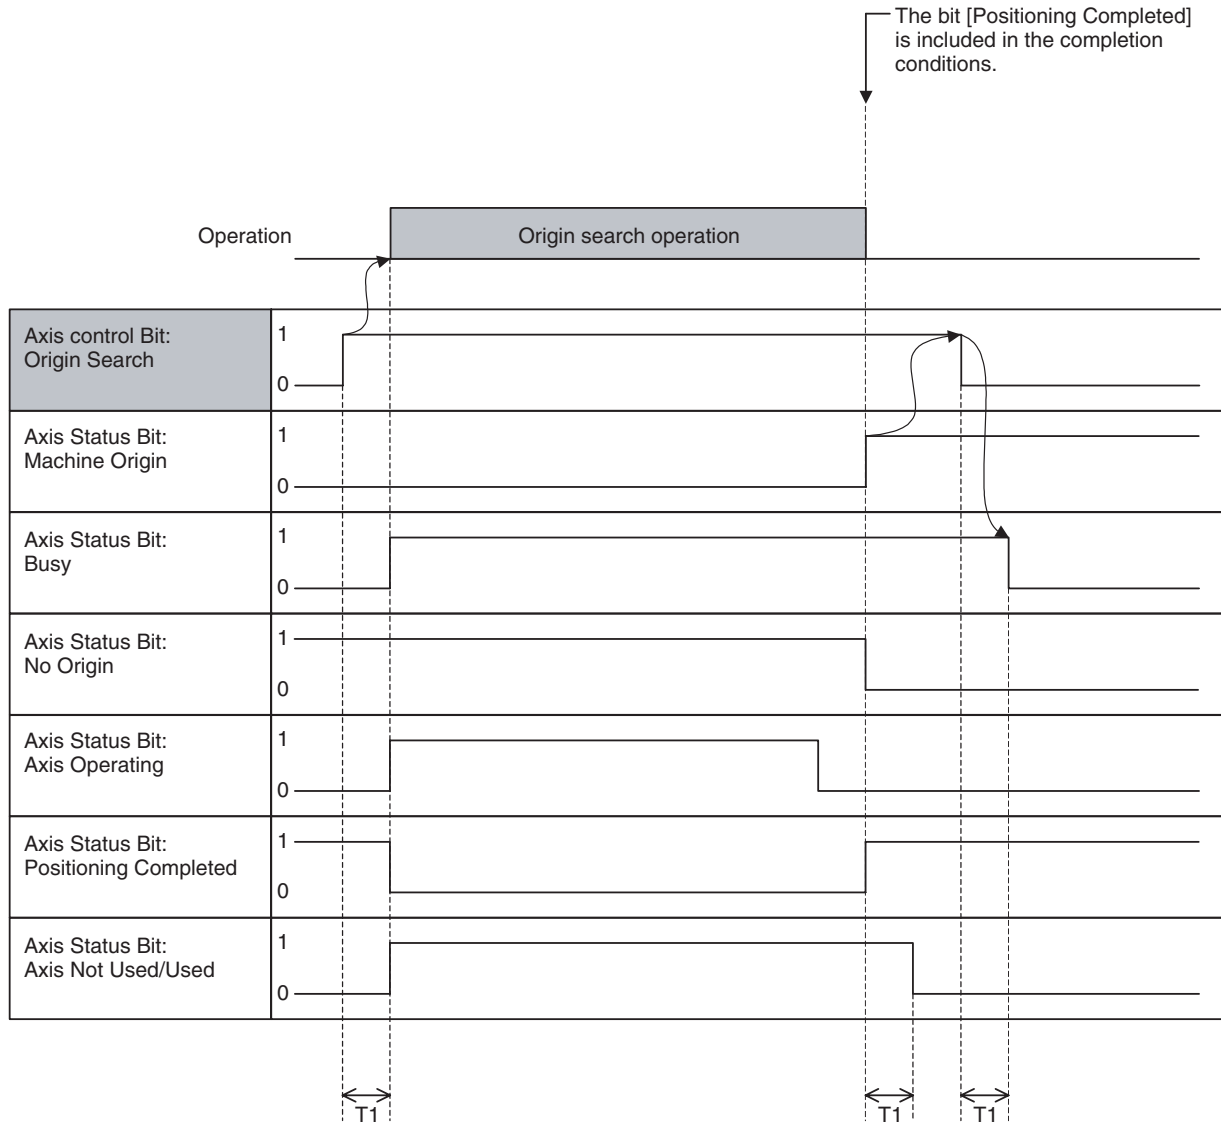 The bit [Positioning Completed]
is included in the completion
conditions.
Operation
Origin search operation
Axis control Bit:
Origin Search
1
0
Axis Status Bit:
Machine Origin
1
0
Axis Status Bit:
Busy
1
0
Axis Status Bit:
No Origin
1
0
Axis Status Bit:
Axis Operating
1
0
Axis Status Bit:
Positioning Completed
1
0
Axis Status Bit:
Axis Not Used/Used
1
0
T1
T1
T1